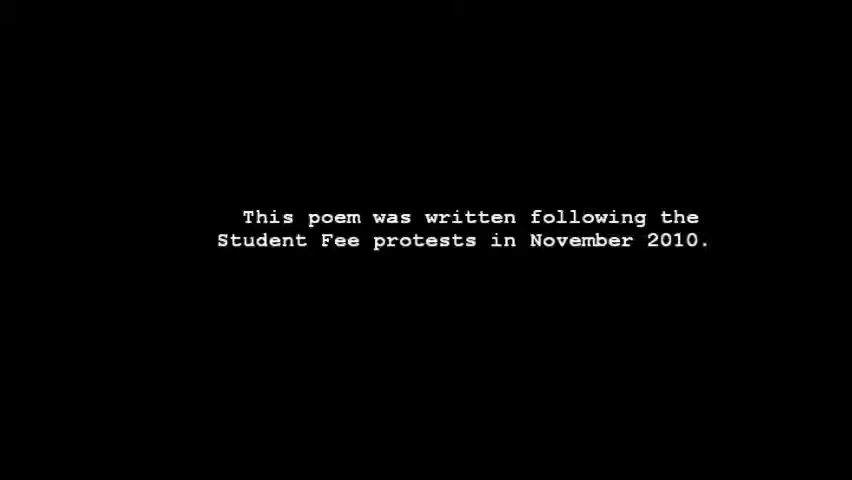 This poem was written following the
Student Fee protests in November 2010.